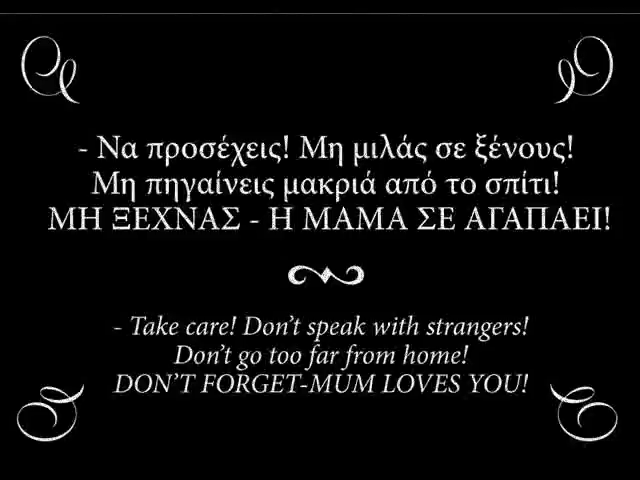 - Να προσέχεις! Μη μιλάς σε ξένους!
Μη πηγαίνεις μακριά από το σπίτι!
ΜΗ ΞΕΧΝΑΣ - Η ΜΑΜΑ ΣΕ ΑΓΑΠΑΕΙ!
- Take care! Don't speak with strangers!
Don't go too far from home!
DON'T FORGET-MUM LOVES YOU!